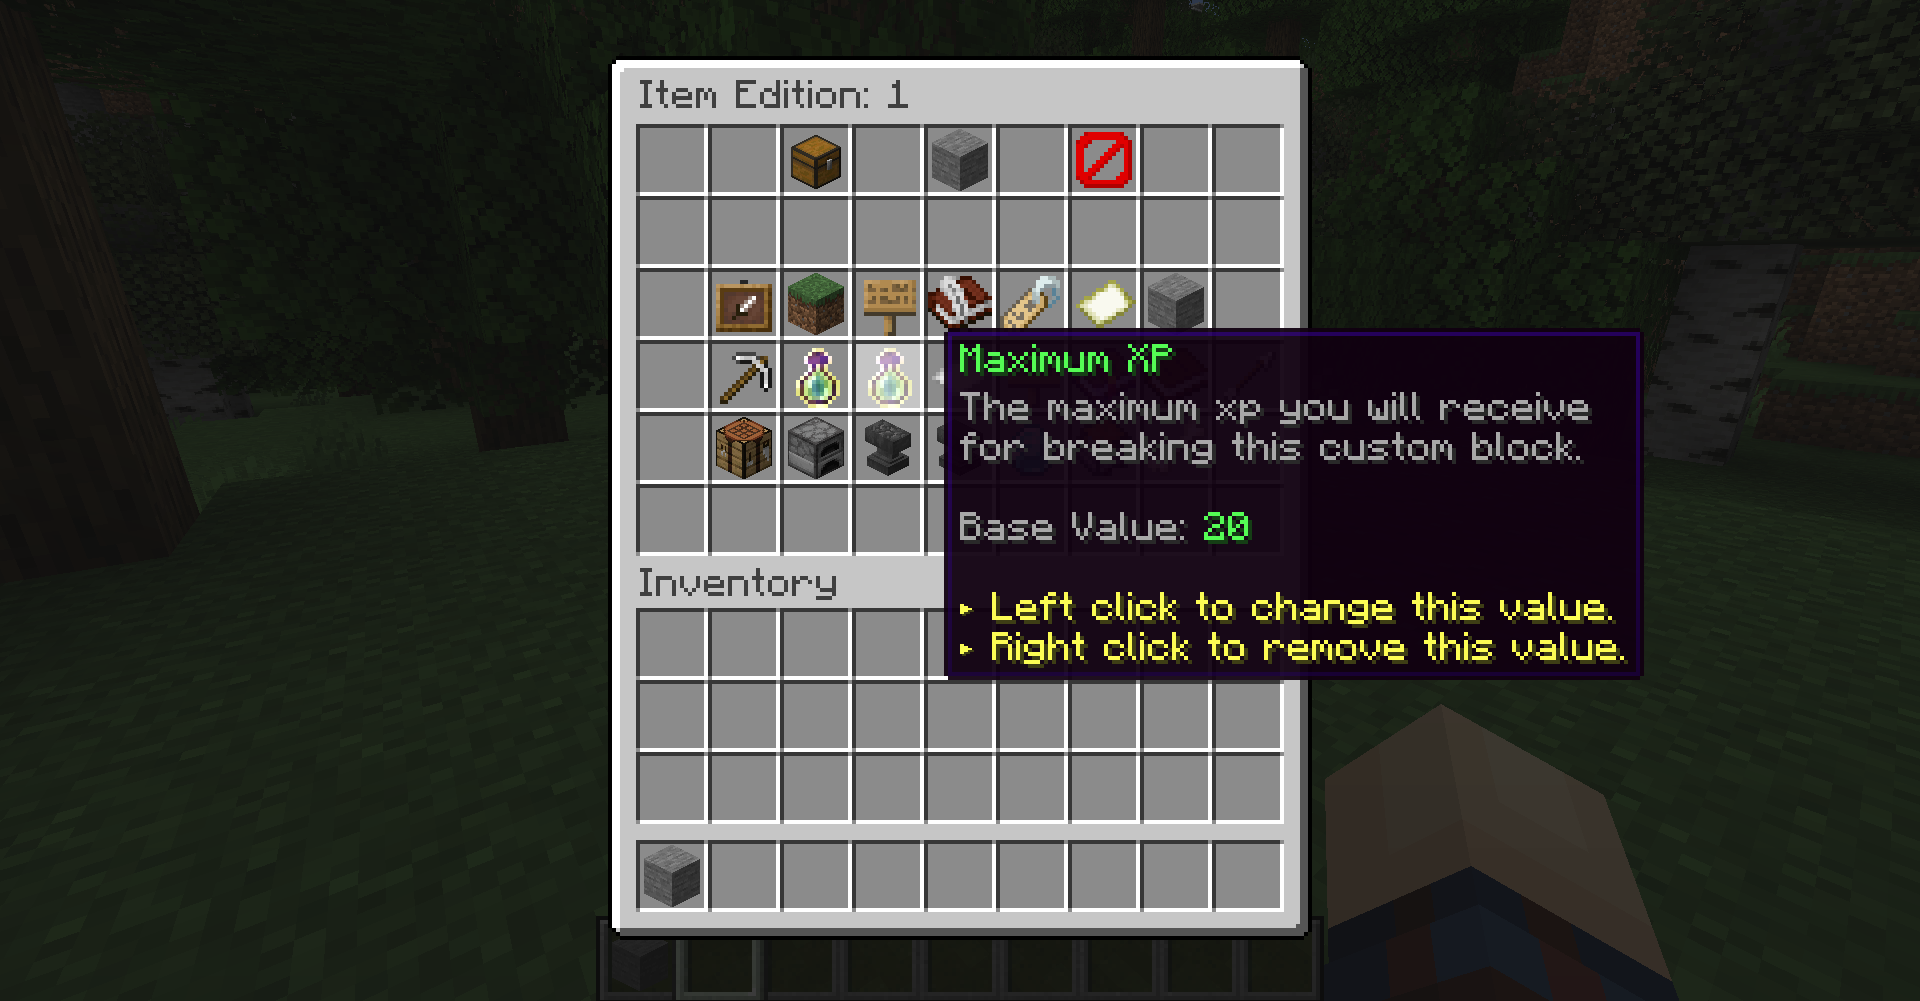 Item Edition: 1
Maximum XP
The maximum xp you will receive
for breaking this custom block.
Base Value: 20
▸ Left click to change this value.
▸ Right click to remove this value.
Inventory